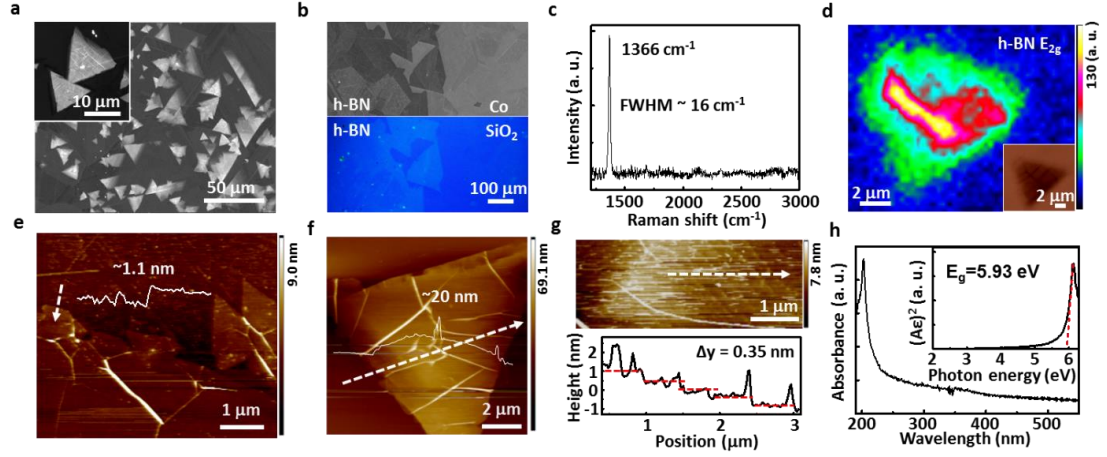 a
10 μm
50 μm
b
h-BN
Co
h-BN
SiO2
100 μm
c
Intensity (a. u.)
1366 cm-1
FWHM ~ 16 cm-1
1500
2000
2500
3000
Raman shift (cm-1)
d
h-BN E2g
2 μm
2 μm
130 (a. u.)
e
~1.1 nm
1 μm
9.0 nm
f
~20 nm
2 μm
69.1 nm
g
1 μm
7.8 nm
Height (nm)
2
1
0
-1
Δy = 0.35 nm
0
1
2
3
Position (μm)
h
Absorbance (a. u.)
(Aε)2 (a. u.)
Eg=5.93 eV
2
3
4
5
6
Photon energy (eV)
200
300
400
500
Wavelength (nm)